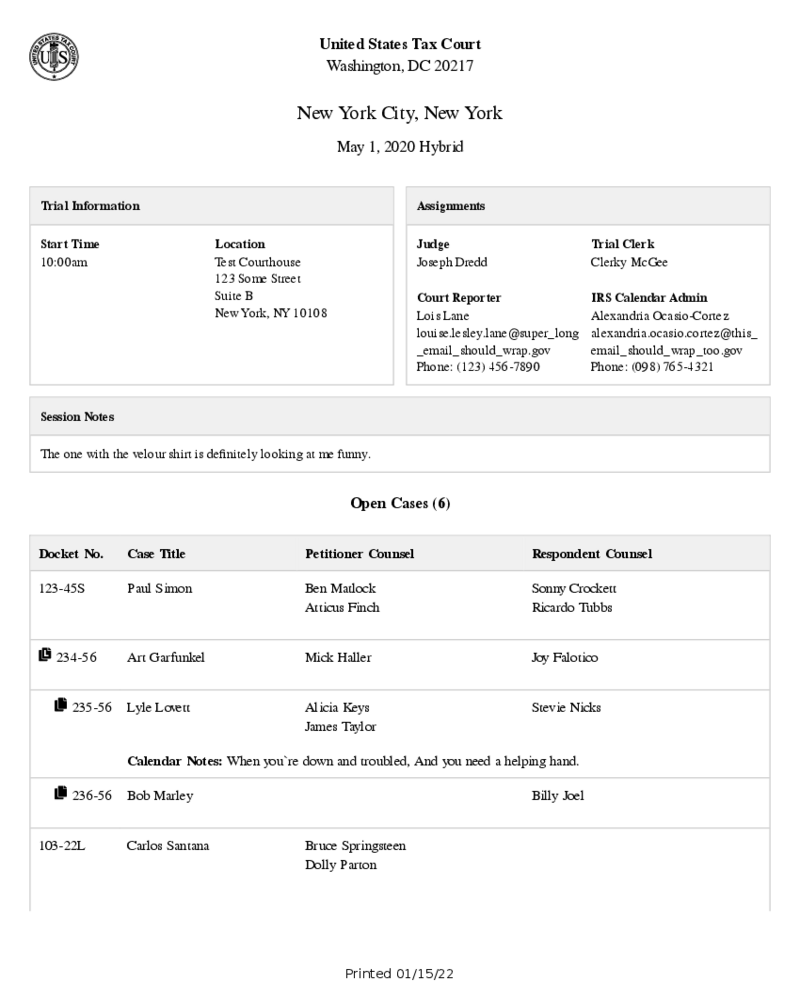 UNITED STATES TAX COURT
United States Tax Court
Washington, DC 20217
New York City, New York
May 1, 2020 Hybrid
Trial Information
Start Time Location
10:00am Test Courthouse
123 Some Street
Suite B
New York, NY 10108
Assignments
Judge Trial Clerk
Joseph Dredd Clerky McGee
Court Reporter IRS Calendar Admin
Lois Lane Alexandria Ocasio-Cortez
louise.lesley.lane@super_long alexandria.ocasio.cortez@this_
_email_should_wrap.gov email_should_wrap_too.gov
Phone: (123) 456-7890 Phone: (098) 765-4321
Session Notes
The one with the velour shirt is definitely looking at me funny.
Open Cases (6)
Docket No. Case Title Petitioner Counsel Respondent Counsel
123-45S Paul Simon Ben Matlock Sonny Crockett
Atticus Finch Ricardo Tubbs
234-56 Art Garfunkel Mick Haller Joy Falotico
235-56 Lyle Lovett Alicia Keys Stevie Nicks
James Taylor
Calendar Notes: When you`re down and troubled, And you need a helping hand.
236-56 Bob Marley Billy Joel
103-22L Carlos Santana Bruce Springsteen
Dolly Parton
Printed 01/15/22